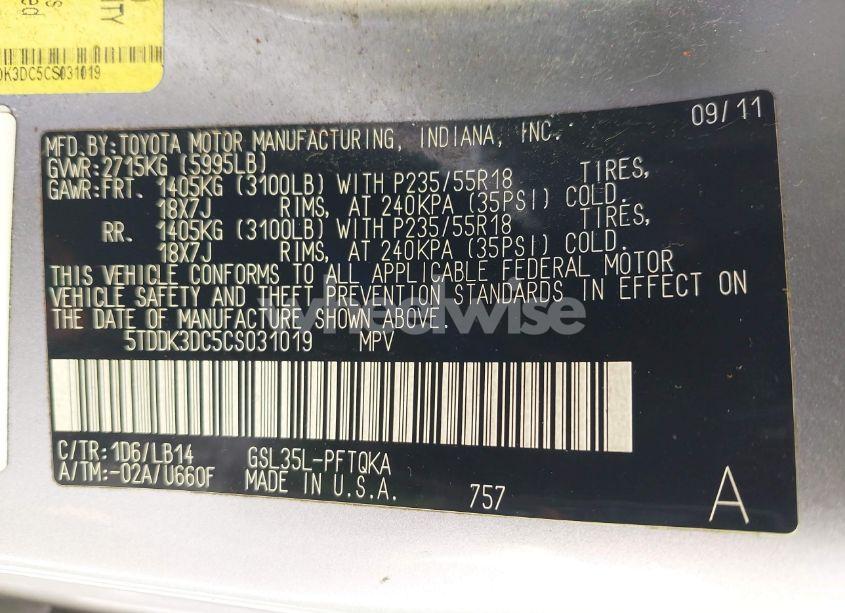 TY
ed
DK3DC5CS031019
09/11
MFD.BY:TOYOTA MOTOR MANUFACTURING, INDIANA, INC.
GVWR:2715KG (5995LB)
GAWR:FRT. 1405KG (3100LB) WITH P235/55R18 TIRES,
18X7J RIMS, AT 240KPA (35PSI) COLD.
RR. 1405KG (3100LB) WITH P235/55R18 TIRES,
18X7J RIMS, AT 240KPA (35PSI) COLD.
THIS VEHICLE CONFORMS TO ALL APPLICABLE FEDERAL MOTOR
VEHICLE SAFETY AND THEFT PREVENTION STANDARDS IN EFFECT ON
THE DATE OF MANUFACTURE SHOWN ABOVE.
5TDDK3DC5CS031019 MPV
C/TR:1D6/LB14 GSL35L-PFTQKA
A/TM:-02A/U660F MADE IN U.S.A. 757 A